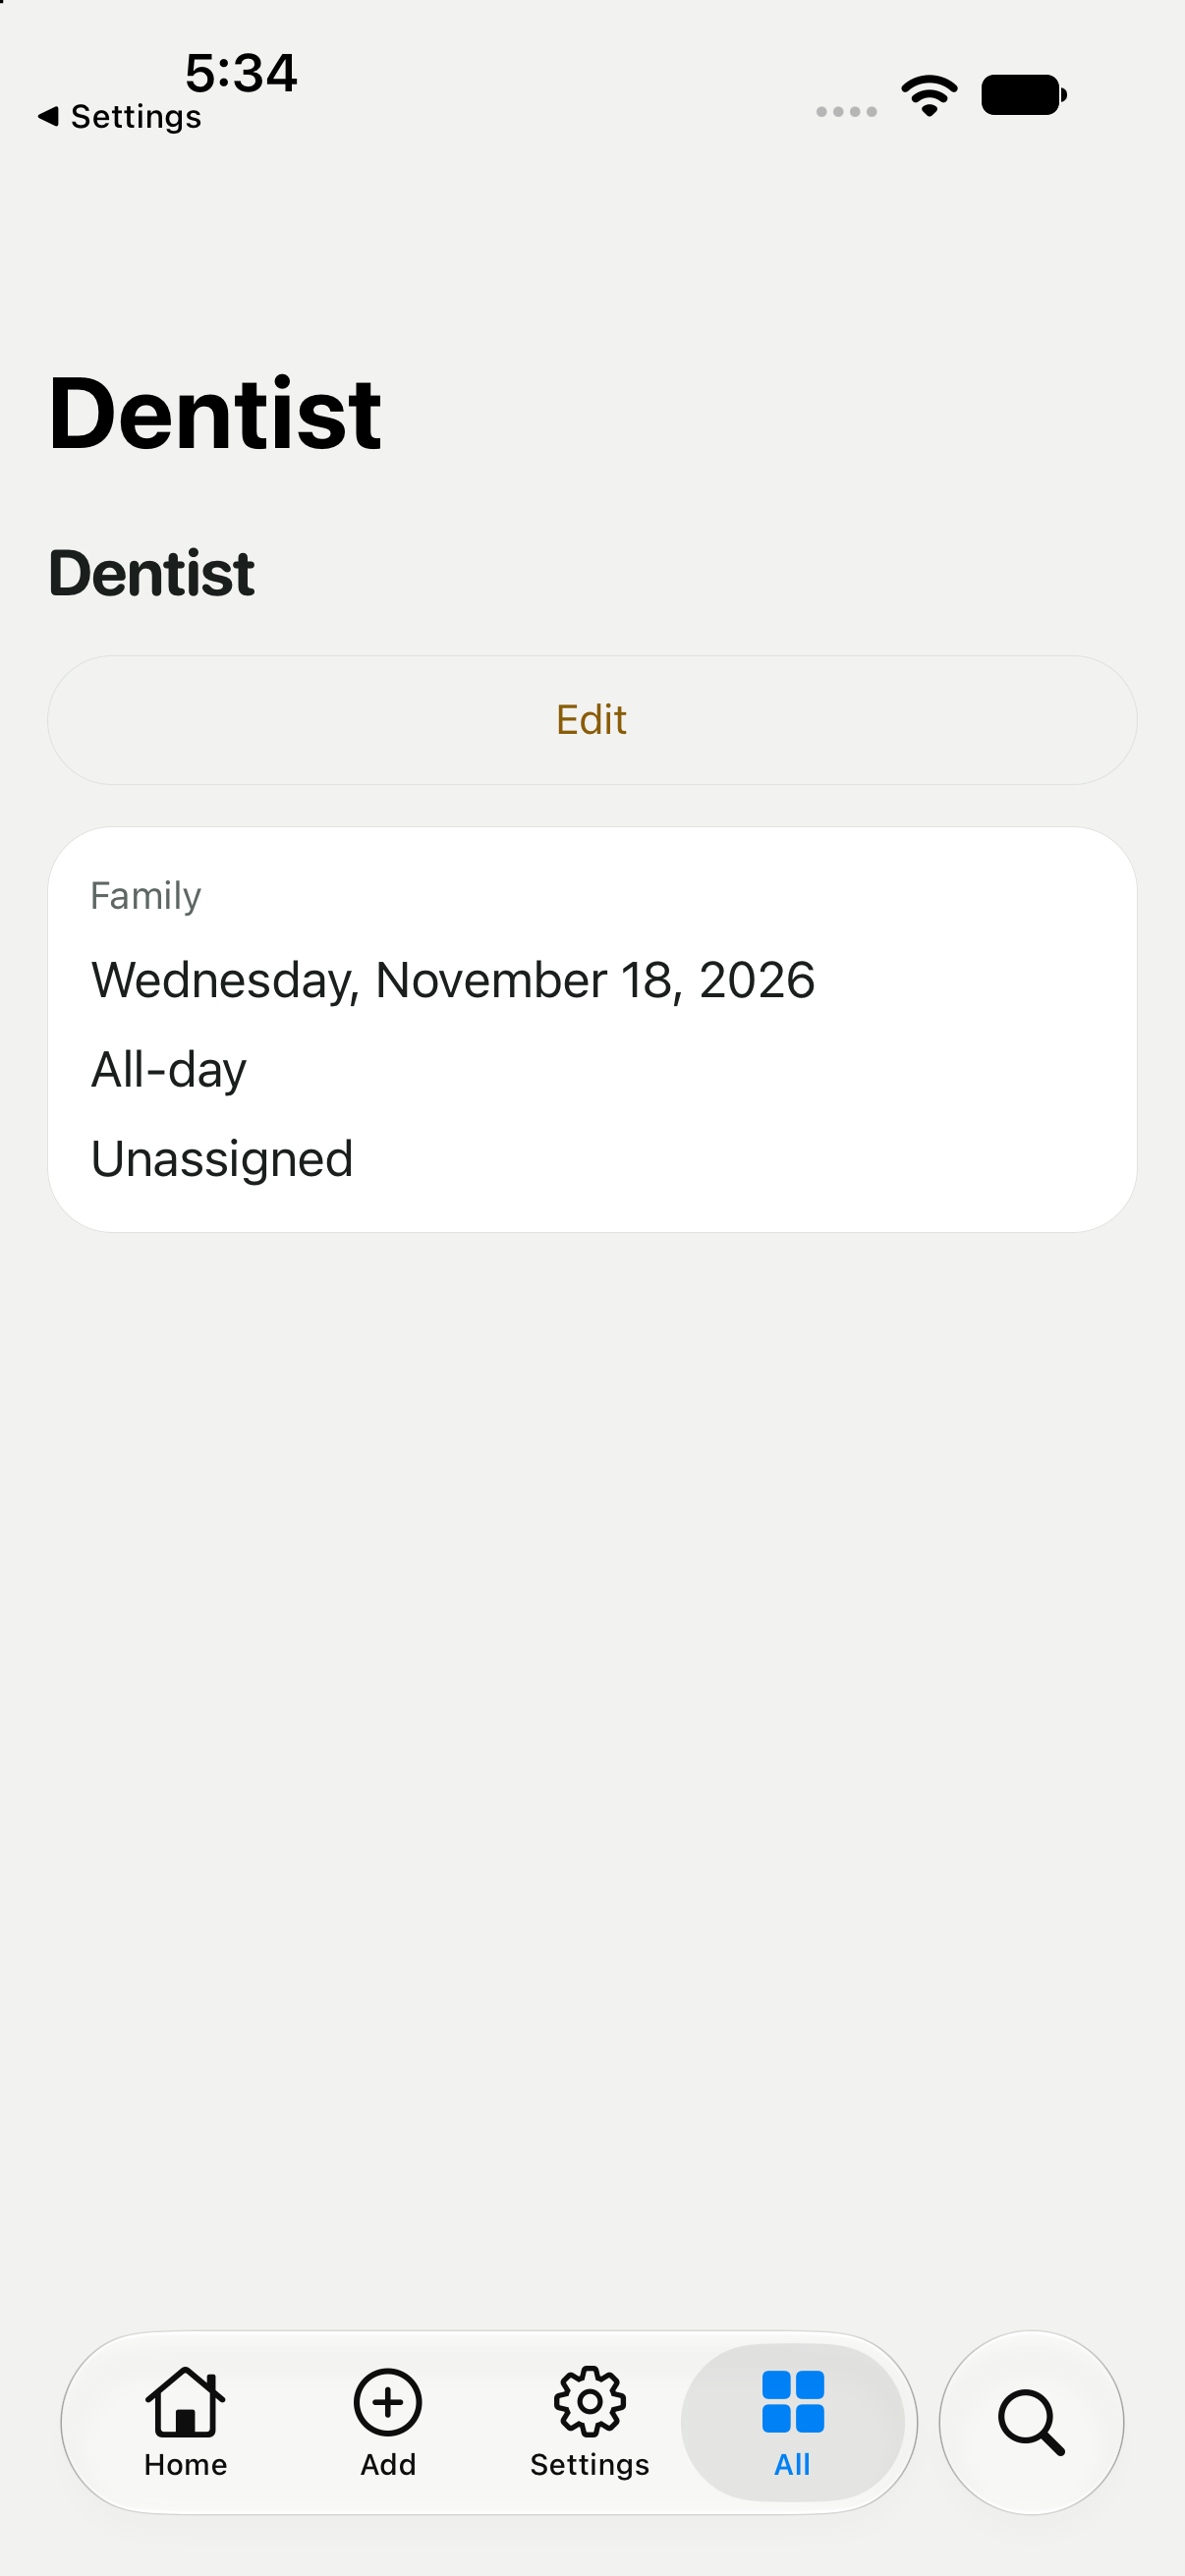 5:34
◀ Settings
Dentist
Dentist
Edit
Family
Wednesday, November 18, 2026
All-day
Unassigned
Home
Add
Settings
All